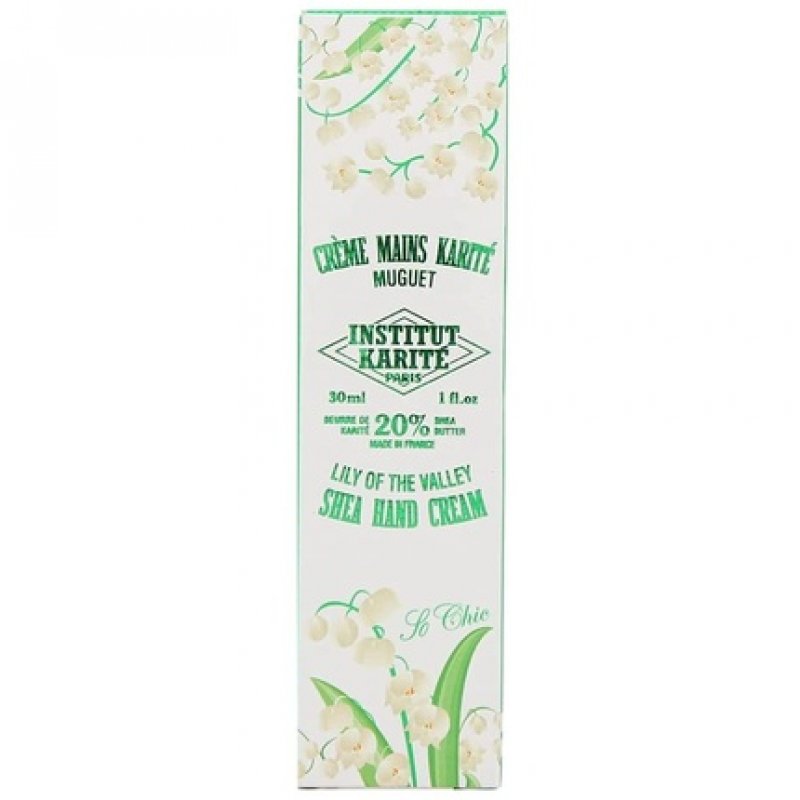 CRÈME MAINS KARITÉ
MUGUET
INSTITUT
KARITÉ
PARIS
30ml 1 fl.oz
BEURRE DE KARITÉ 20% SHEA BUTTER
MADE IN FRANCE
LILY OF THE VALLEY
SHEA HAND CREAM
So Chic